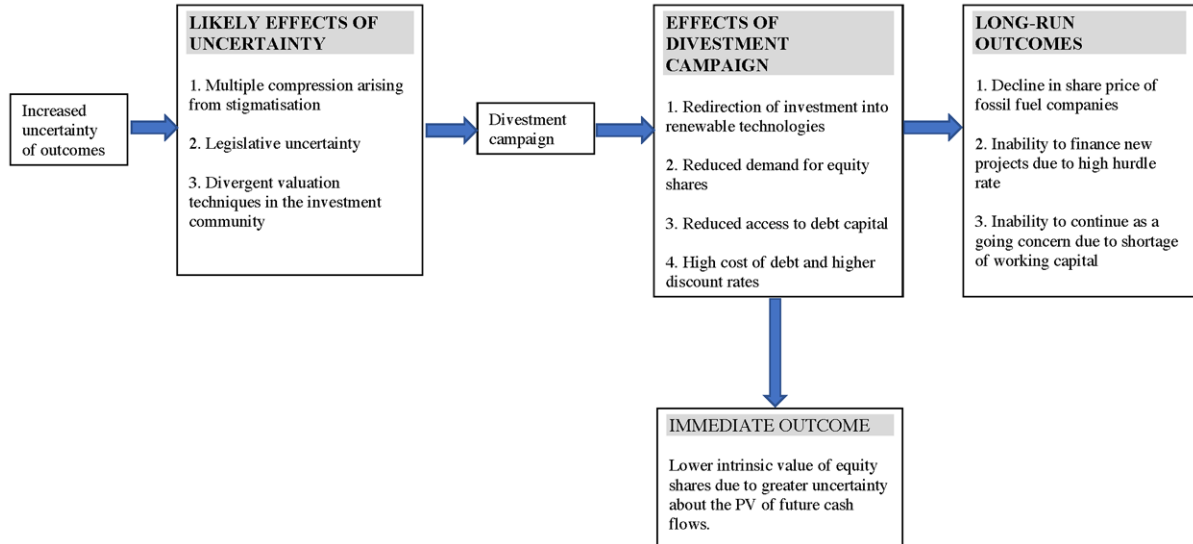 Increased
uncertainty
of outcomes
LIKELY EFFECTS OF
UNCERTAINTY
1. Multiple compression arising
from stigmatisation
2. Legislative uncertainty
3. Divergent valuation
techniques in the investment
community
Divestment
campaign
EFFECTS OF
DIVESTMENT
CAMPAIGN
1. Redirection of investment into
renewable technologies
2. Reduced demand for equity
shares
3. Reduced access to debt capital
4. High cost of debt and higher
discount rates
LONG-RUN
OUTCOMES
1. Decline in share price of
fossil fuel companies
2. Inability to finance new
projects due to high hurdle
rate
3. Inability to continue as a
going concern due to shortage
of working capital
IMMEDIATE OUTCOME
Lower intrinsic value of equity
shares due to greater uncertainty
about the PV of future cash
flows.